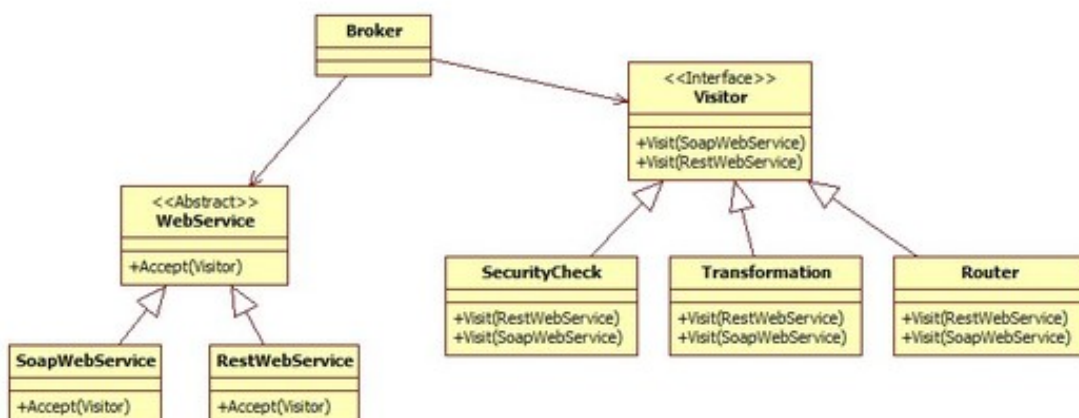 Broker
<<Interface>>
Visitor
+Visit(SoapWebService)
+Visit(RestWebService)
<<Abstract>>
WebService
+Accept(Visitor)
SecurityCheck
+Visit(RestWebService)
+Visit(SoapWebService)
Transformation
+Visit(RestWebService)
+Visit(SoapWebService)
Router
+Visit(RestWebService)
+Visit(SoapWebService)
SoapWebService
+Accept(Visitor)
RestWebService
+Accept(Visitor)